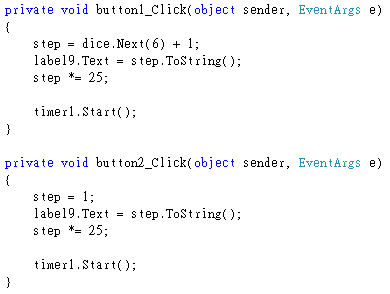 private void button1_Click(object sender, EventArgs e)
{
    step = dice.Next(6) + 1;
    label9.Text = step.ToString();
    step *= 25;

    timer1.Start();
}

private void button2_Click(object sender, EventArgs e)
{
    step = 1;
    label9.Text = step.ToString();
    step *= 25;

    timer1.Start();
}